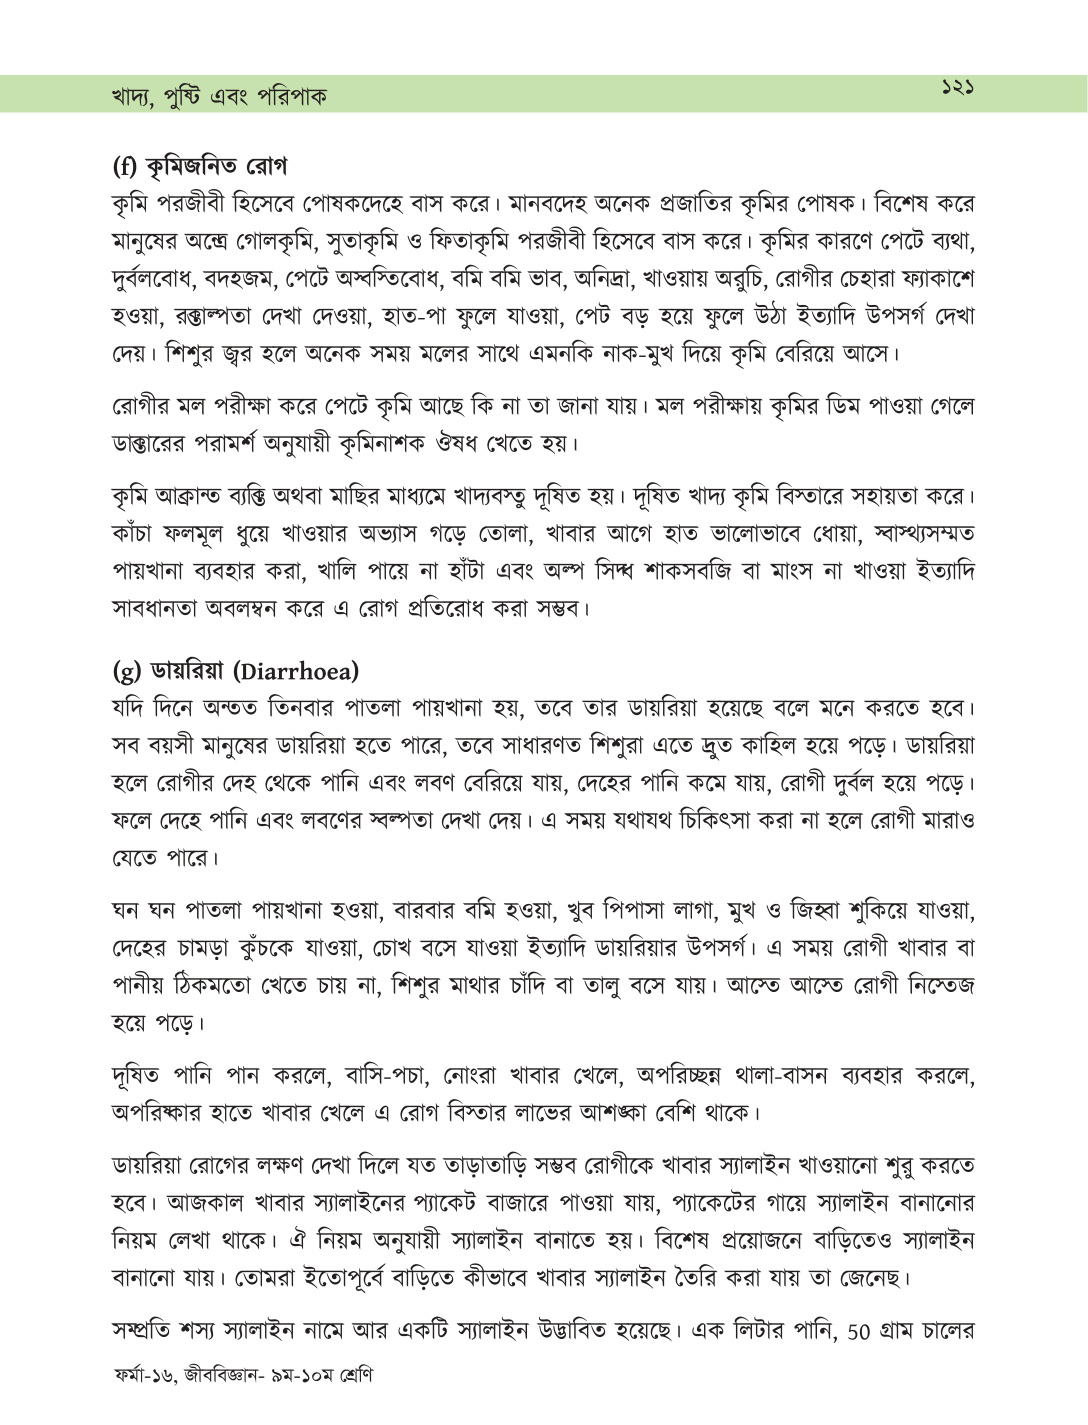 খাদ্য, পুষ্টি এবং পরিপাক
১২১
(f) কৃমিজনিত রোগ
কৃমি পরজীবী হিসেবে পোষকদেহে বাস করে। মানবদেহ অনেক প্রজাতির কৃমির পোষক। বিশেষ করে
মানুষের অন্ত্রে গোলকৃমি, সুতাকৃমি ও ফিতাকৃমি পরজীবী হিসেবে বাস করে। কৃমির কারণে পেটে ব্যথা,
দুর্বলবোধ, বদহজম, পেটে অস্বস্তিবোধ, বমি বমি ভাব, অনিদ্রা, খাওয়ায় অরুচি, রোগীর চেহারা ফ্যাকাশে
হওয়া, রক্তাল্পতা দেখা দেওয়া, হাত-পা ফুলে যাওয়া, পেট বড় হয়ে ফুলে উঠা ইত্যাদি উপসর্গ দেখা
দেয়। শিশুর জ্বর হলে অনেক সময় মলের সাথে এমনকি নাক-মুখ দিয়ে কৃমি বেরিয়ে আসে।
রোগীর মল পরীক্ষা করে পেটে কৃমি আছে কি না তা জানা যায়। মল পরীক্ষায় কৃমির ডিম পাওয়া গেলে
ডাক্তারের পরামর্শ অনুযায়ী কৃমিনাশক ঔষধ খেতে হয়।
কৃমি আক্রান্ত ব্যক্তি অথবা মাছির মাধ্যমে খাদ্যবস্তু দূষিত হয়। দূষিত খাদ্য কৃমি বিস্তারে সহায়তা করে।
কাঁচা ফলমূল ধুয়ে খাওয়ার অভ্যাস গড়ে তোলা, খাবার আগে হাত ভালোভাবে ধোয়া, স্বাস্থ্যসম্মত
পায়খানা ব্যবহার করা, খালি পায়ে না হাঁটা এবং অল্প সিদ্ধ শাকসবজি বা মাংস না খাওয়া ইত্যাদি
সাবধানতা অবলম্বন করে এ রোগ প্রতিরোধ করা সম্ভব।
(g) ডায়রিয়া (Diarrhoea)
যদি দিনে অন্তত তিনবার পাতলা পায়খানা হয়, তবে তার ডায়রিয়া হয়েছে বলে মনে করতে হবে।
সব বয়সী মানুষের ডায়রিয়া হতে পারে, তবে সাধারণত শিশুরা এতে দ্রুত কাহিল হয়ে পড়ে। ডায়রিয়া
হলে রোগীর দেহ থেকে পানি এবং লবণ বেরিয়ে যায়, দেহের পানি কমে যায়, রোগী দুর্বল হয়ে পড়ে।
ফলে দেহে পানি এবং লবণের স্বল্পতা দেখা দেয়। এ সময় যথাযথ চিকিৎসা করা না হলে রোগী মারাও
যেতে পারে।
ঘন ঘন পাতলা পায়খানা হওয়া, বারবার বমি হওয়া, খুব পিপাসা লাগা, মুখ ও জিহ্বা শুকিয়ে যাওয়া,
দেহের চামড়া কুঁচকে যাওয়া, চোখ বসে যাওয়া ইত্যাদি ডায়রিয়ার উপসর্গ। এ সময় রোগী খাবার বা
পানীয় ঠিকমতো খেতে চায় না, শিশুর মাথার চাঁদি বা তালু বসে যায়। আস্তে আস্তে রোগী নিস্তেজ
হয়ে পড়ে।
দূষিত পানি পান করলে, বাসি-পচা, নোংরা খাবার খেলে, অপরিচ্ছন্ন থালা-বাসন ব্যবহার করলে,
অপরিষ্কার হাতে খাবার খেলে এ রোগ বিস্তার লাভের আশঙ্কা বেশি থাকে।
ডায়রিয়া রোগের লক্ষণ দেখা দিলে যত তাড়াতাড়ি সম্ভব রোগীকে খাবার স্যালাইন খাওয়ানো শুরু করতে
হবে। আজকাল খাবার স্যালাইনের প্যাকেট বাজারে পাওয়া যায়, প্যাকেটের গায়ে স্যালাইন বানানোর
নিয়ম লেখা থাকে। ঐ নিয়ম অনুযায়ী স্যালাইন বানাতে হয়। বিশেষ প্রয়োজনে বাড়িতেও স্যালাইন
বানানো যায়। তোমরা ইতোপূর্বে বাড়িতে কীভাবে খাবার স্যালাইন তৈরি করা যায় তা জেনেছ।
সম্প্রতি শস্য স্যালাইন নামে আর একটি স্যালাইন উদ্ভাবিত হয়েছে। এক লিটার পানি, 50 গ্রাম চালের
ফর্মা-১৬, জীববিজ্ঞান- ৯ম-১০ম শ্রেণি